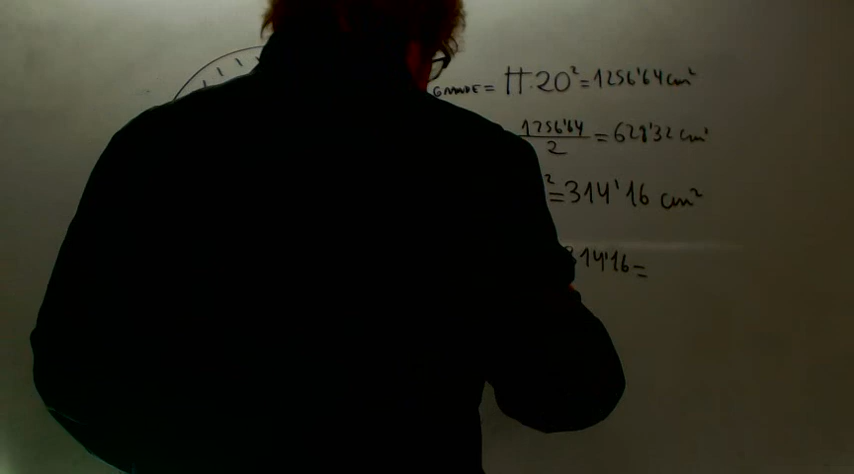 GRANDE = π·20²=1256'64 cm²
1256'64/2 = 628'32 cm²
²=314'16 cm²
314'16=